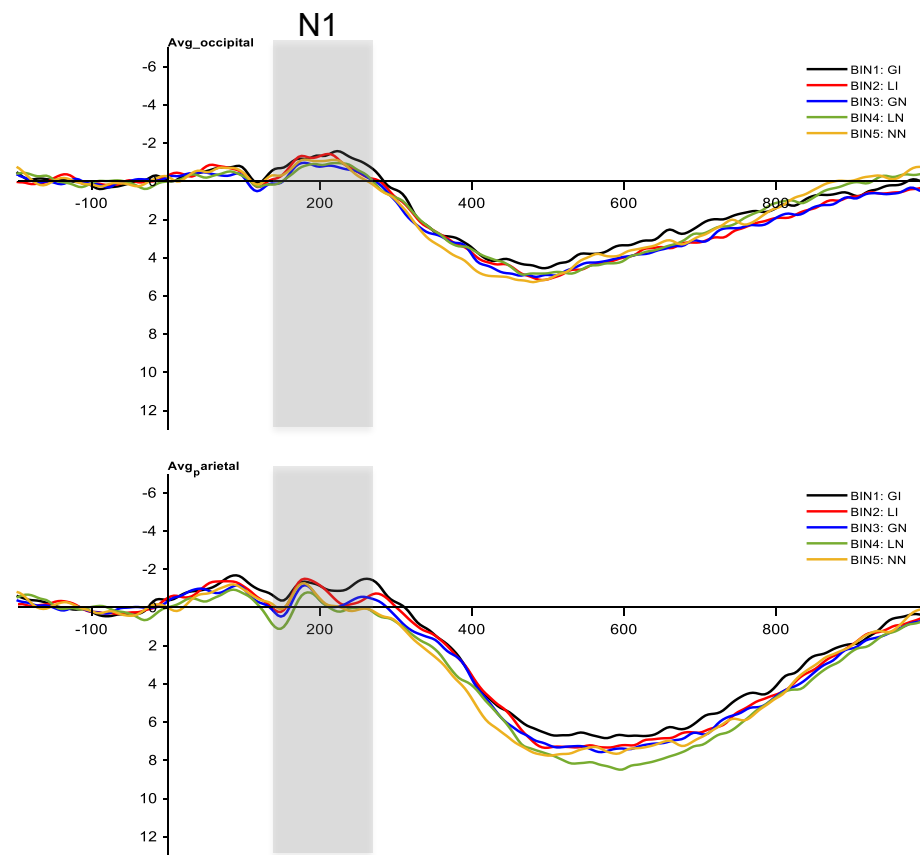 N1
Avg_occipital
-6
-4
-2
0
2
4
6
8
10
12
-100
200
400
600
800
BIN1: GI
BIN2: LI
BIN3: GN
BIN4: LN
BIN5: NN
Avg_parietal
-6
-4
-2
0
2
4
6
8
10
12
-100
200
400
600
800
BIN1: GI
BIN2: LI
BIN3: GN
BIN4: LN
BIN5: NN